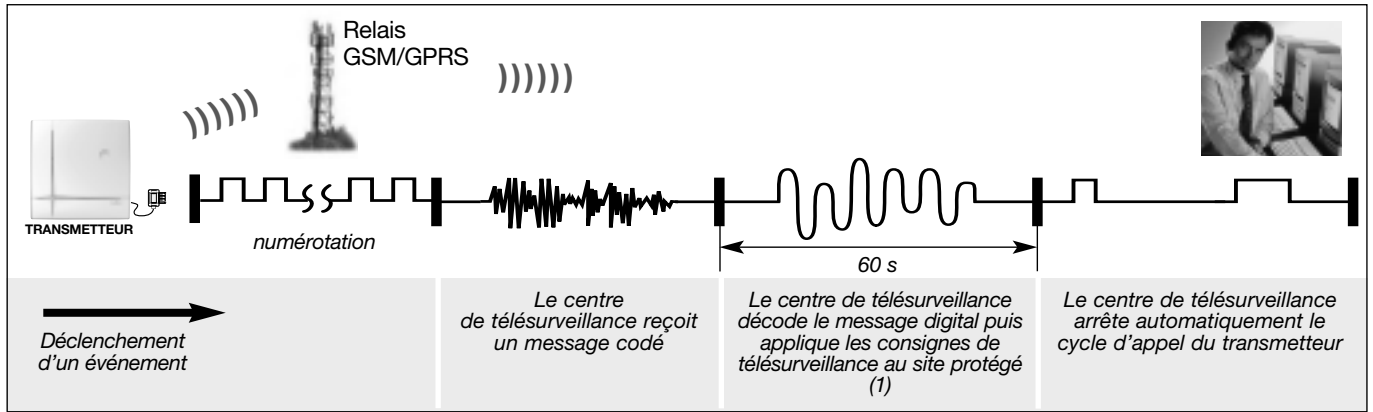 Relais
GSM/GPRS
TRANSMETTEUR
numérotation
60 s
Déclenchement
d'un événement
Le centre
de télésurveillance reçoit
un message codé
Le centre de télésurveillance
décode le message digital puis
applique les consignes de
télésurveillance au site protégé
(1)
Le centre de télésurveillance
arrête automatiquement le
cycle d'appel du transmetteur